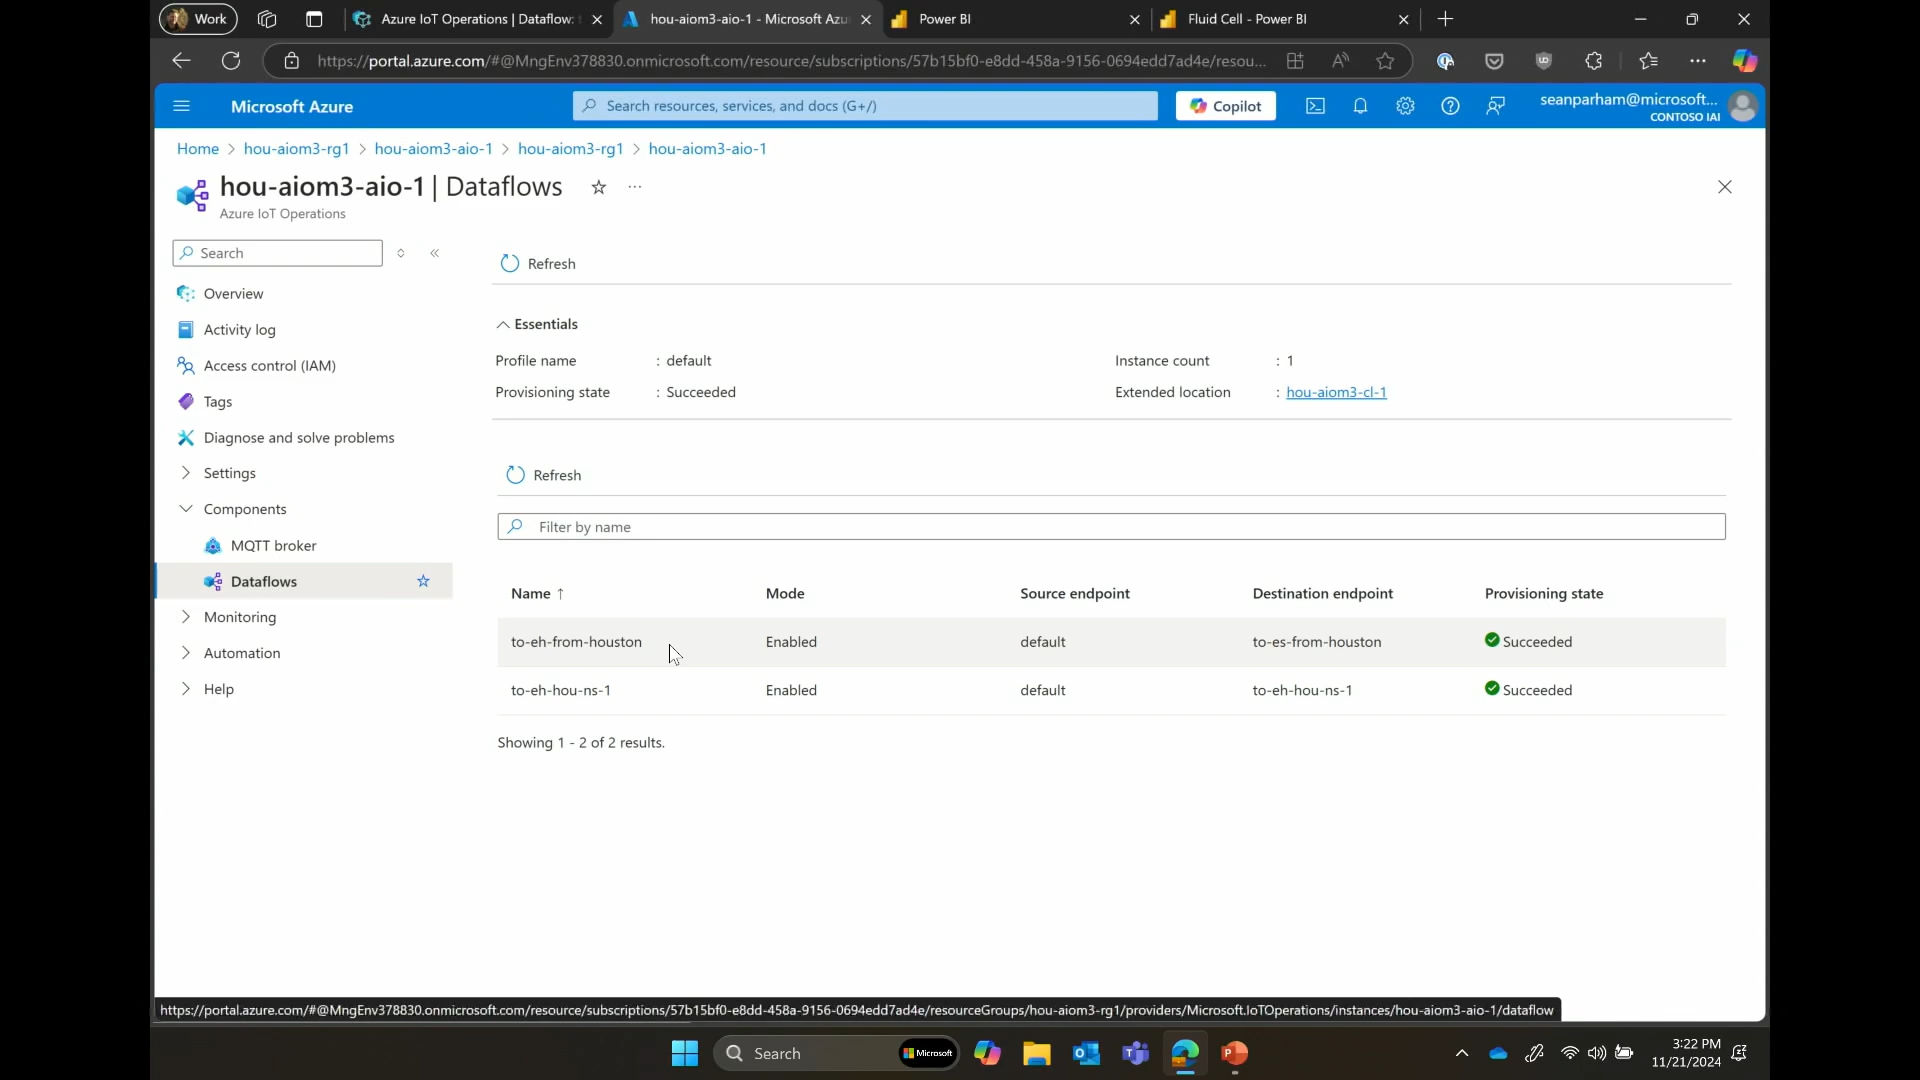 Work
Azure IoT Operations | Dataflow:
hou-aiom3-aio-1 - Microsoft Azu
Power BI
Fluid Cell - Power BI
https://portal.azure.com/#@MngEnv378830.onmicrosoft.com/resource/subscriptions/57b15bf0-e8dd-458a-9156-0694edd7ad4e/resou...
Microsoft Azure
Search resources, services, and docs (G+/)
Copilot
seanparham@microsoft...
CONTOSO IAI
Home > hou-aiom3-rg1 > hou-aiom3-aio-1 > hou-aiom3-rg1 > hou-aiom3-aio-1
hou-aiom3-aio-1 | Dataflows
Azure IoT Operations
Search
Overview
Activity log
Access control (IAM)
Tags
Diagnose and solve problems
Settings
Components
MQTT broker
Dataflows
Monitoring
Automation
Help
Refresh
Essentials
Profile name : default
Instance count : 1
Provisioning state : Succeeded
Extended location : hou-aiom3-cl-1
Refresh
Filter by name
Name ↑ Mode Source endpoint Destination endpoint Provisioning state
to-eh-from-houston Enabled default to-es-from-houston Succeeded
to-eh-hou-ns-1 Enabled default to-eh-hou-ns-1 Succeeded
Showing 1 - 2 of 2 results.
https://portal.azure.com/#@MngEnv378830.onmicrosoft.com/resource/subscriptions/57b15bf0-e8dd-458a-9156-0694edd7ad4e/resourceGroups/hou-aiom3-rg1/providers/Microsoft.IoTOperations/instances/hou-aiom3-aio-1/dataflow
Search
Microsoft
3:22 PM
11/21/2024